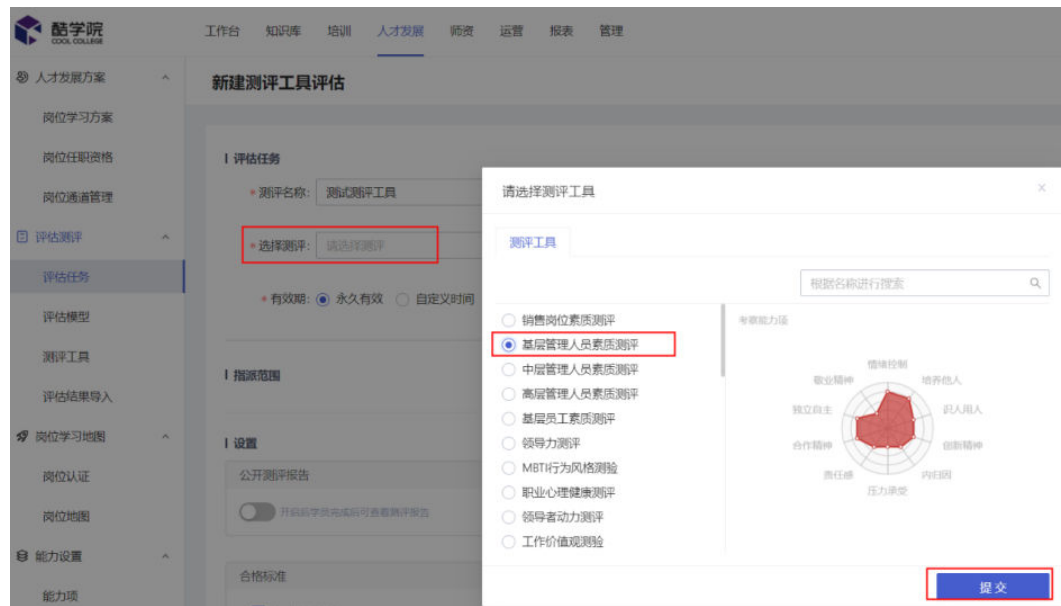 酷学院
COOL COLLEGE
工作台 知识库 培训 人才发展 师资 运营 报表 管理
人才发展方案
岗位学习方案
岗位任职资格
岗位通道管理
评估测评
评估任务
评估模型
测评工具
评估结果导入
岗位学习地图
岗位认证
岗位地图
能力设置
能力项
新建测评工具评估
评估任务
*测评名称: 测试测评工具
*选择测评: 请选择测评
*有效期: 永久有效 自定义时间
指派范围
设置
公开测评报告
开启后学员完成后可查看测评报告
合格标准
请选择测评工具
测评工具
根据名称进行搜索
销售岗位素质测评
基层管理人员素质测评
中层管理人员素质测评
高层管理人员素质测评
基层员工素质测评
领导力测评
MBTI行为风格测验
职业心理健康测评
领导者动力测评
工作价值观测验
考察能力项
情绪控制
敬业精神 培养他人
独立自主 识人用人
合作精神 创新精神
责任感 内归因
压力承受
提交